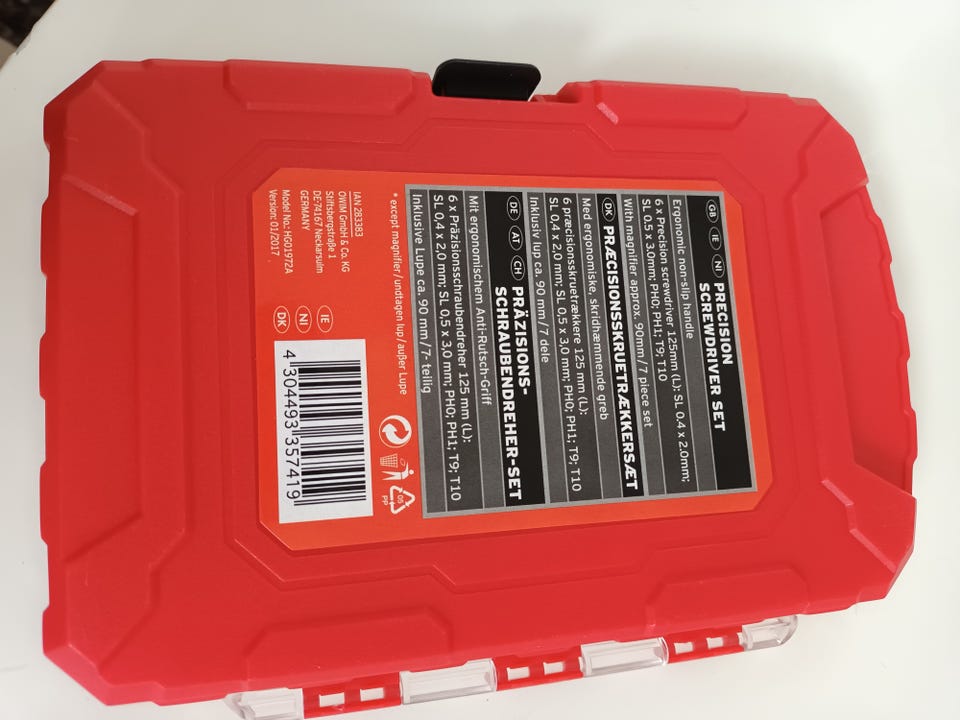 GB IE NI PRECISION
SCREWDRIVER SET
Ergonomic non-slip handle
6 x Precision screwdriver 125mm (L): SL 0.4 x 2.0mm;
SL 0.5 x 3.0mm; PH0; PH1; T9; T10
With magnifier approx. 90mm / 7 piece set
DK PRÆCISIONSSKRUETRÆKKERSÆT
Med ergonomiske, skridhæmmende greb
6 præcisionsskruetrækkere 125 mm (L):
SL 0,4 x 2,0 mm; SL 0,5 x 3,0 mm; PH0; PH1; T9; T10
Inklusiv lup ca. 90 mm / 7 dele
DE AT CH PRÄZISIONS-
SCHRAUBENDREHER-SET
Mit ergonomischem Anti-Rutsch-Griff
6 x Präzisionsschraubendreher 125 mm (L):
SL 0,4 x 2,0 mm; SL 0,5 x 3,0 mm; PH0; PH1; T9; T10
Inklusive Lupe ca. 90 mm / 7- teilig
* except magnifier / undtagen lup / außer Lupe
05
PP
IAN 283383
OWIM GmbH & Co. KG
Stiftsbergstraße 1
DE-74167 Neckarsulm
GERMANY
Model No.: HG01972A
Version: 01/2017
IE
NI
DK
4 304493 357419